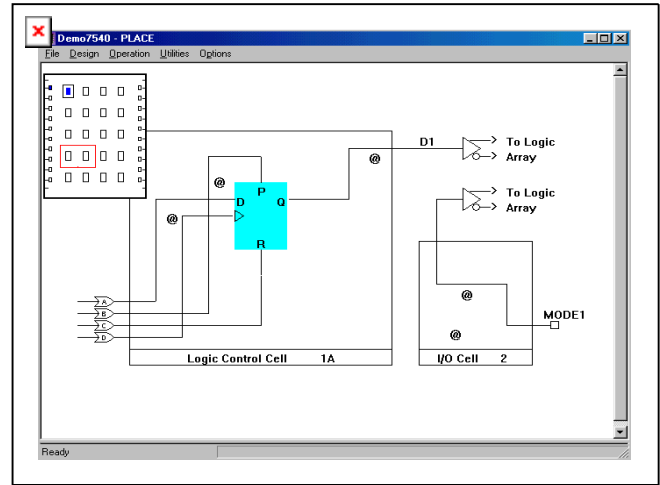 Demo7540 - PLACE
File Design Operation Utilities Options
D1
To Logic
Array
@
P
D Q
@
@
R
To Logic
Array
A
B
C
D
@
MODE1
@
Logic Control Cell 1A
I/O Cell 2
Ready